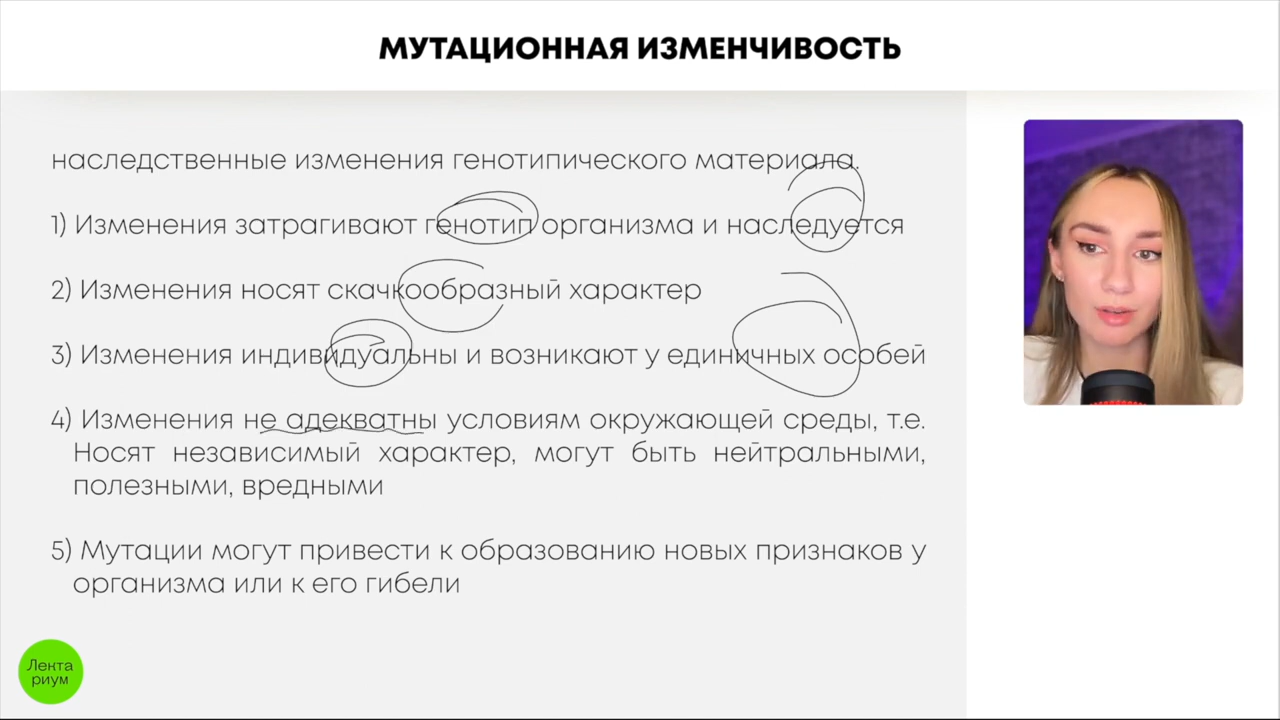 МУТАЦИОННАЯ ИЗМЕНЧИВОСТЬ
наследственные изменения генотипического материала.
1) Изменения затрагивают генотип организма и наследуется
2) Изменения носят скачкообразный характер
3) Изменения индивидуальны и возникают у единичных особей
4) Изменения не адекватны условиям окружающей среды, т.е.
Носят независимый характер, могут быть нейтральными,
полезными, вредными
5) Мутации могут привести к образованию новых признаков у
организма или к его гибели
Лекта
риум